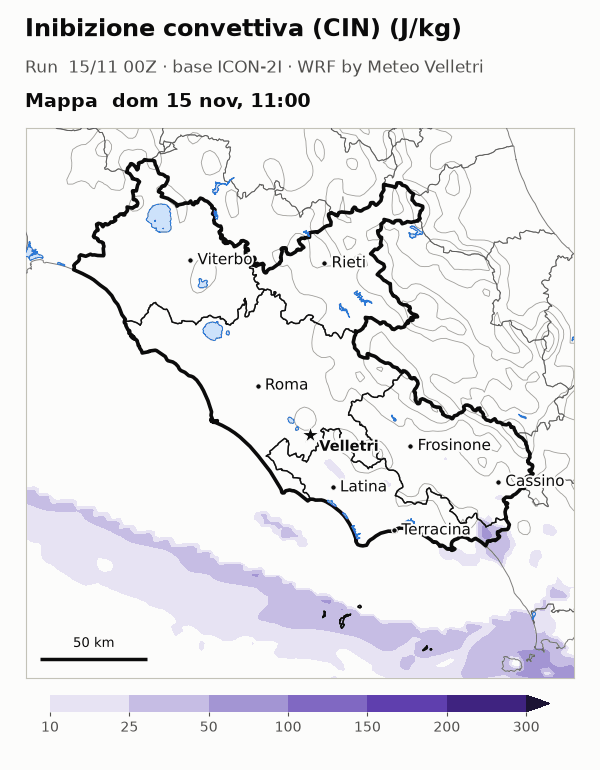 Inibizione convettiva (CIN) (J/kg)
Run  15/11 00Z · base ICON-2I · WRF by Meteo Velletri
Mappa  dom 15 nov, 11:00
Viterbo
Rieti
Roma
Velletri
Frosinone
Latina
Cassino
Terracina
50 km
10 25 50 100 150 200 300